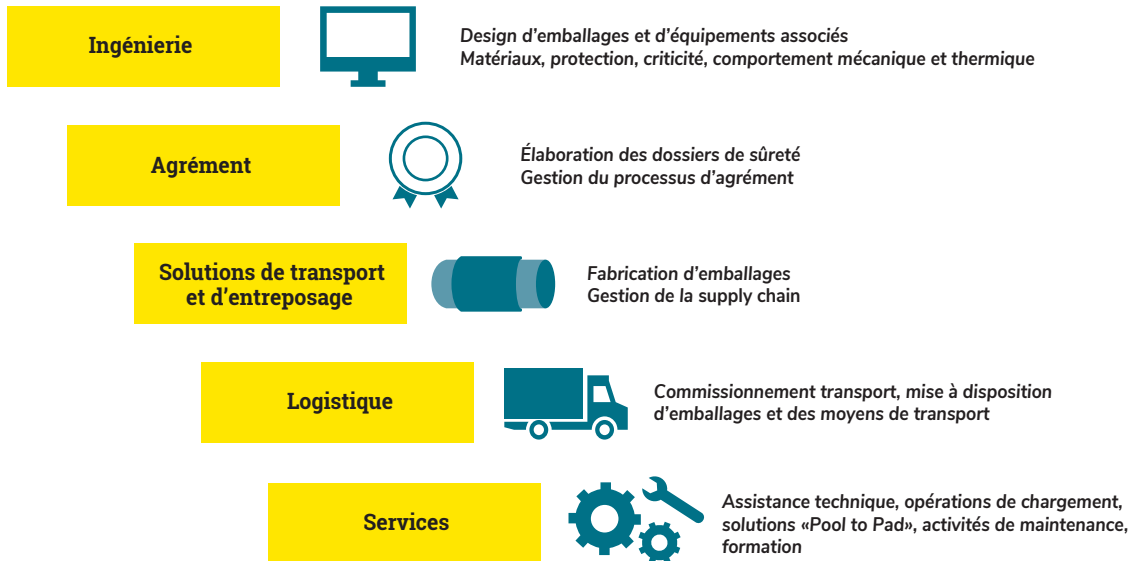 Ingénierie
Design d’emballages et d’équipements associés
Matériaux, protection, criticité, comportement mécanique et thermique
Agrément
Élaboration des dossiers de sûreté
Gestion du processus d’agrément
Solutions de transport
et d’entreposage
Fabrication d’emballages
Gestion de la supply chain
Logistique
Commissionnement transport, mise à disposition
d’emballages et des moyens de transport
Services
Assistance technique, opérations de chargement,
solutions «Pool to Pad», activités de maintenance,
formation